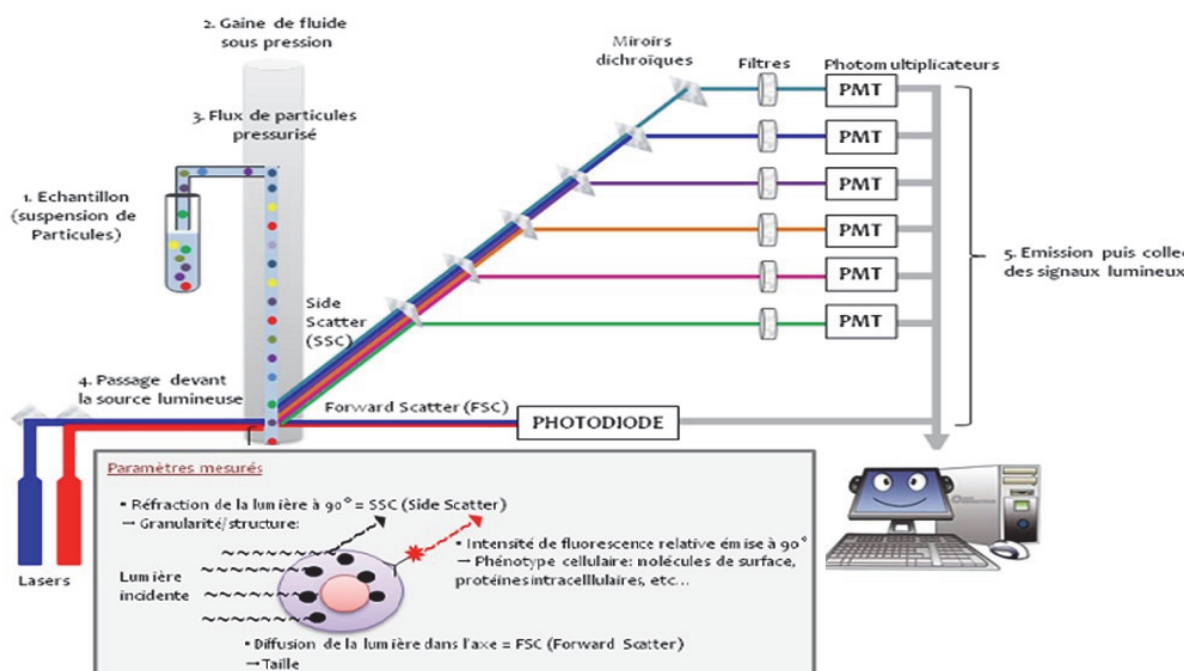 2. Gaine de fluide
sous pression
3. Flux de particules
pressurisé
1. Echantillon
(suspension de
Particules)
Side
Scatter
(SSC)
4. Passage devant
la source lumineuse
Lasers
Miroirs
dichroïques
Filtres
Photomultiplicateurs
PMT
PMT
PMT
PMT
PMT
PMT
5. Emission puis colle
des signaux lumineux
Forward Scatter (FSC)
PHOTODIODE
Paramètres mesurés
▪ Réfraction de la lumière à 90° = SSC (Side Scatter)
→ Granularité/structure:
▪ Intensité de fluorescence relative émise à 90°
→ Phénotype cellulaire: molécules de surface,
protéines intracelllulaires, etc...
Lumière
incidente
▪ Diffusion de la lumière dans l'axe = FSC (Forward Scatter)
→ Taille